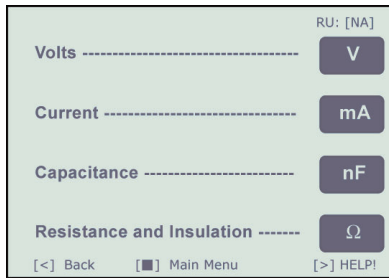 RU: [NA]
Volts ----------------------------------- V
Current ------------------------------- mA
Capacitance ------------------------ nF
Resistance and Insulation ------- Ω
[<] Back [■] Main Menu [>] HELP!